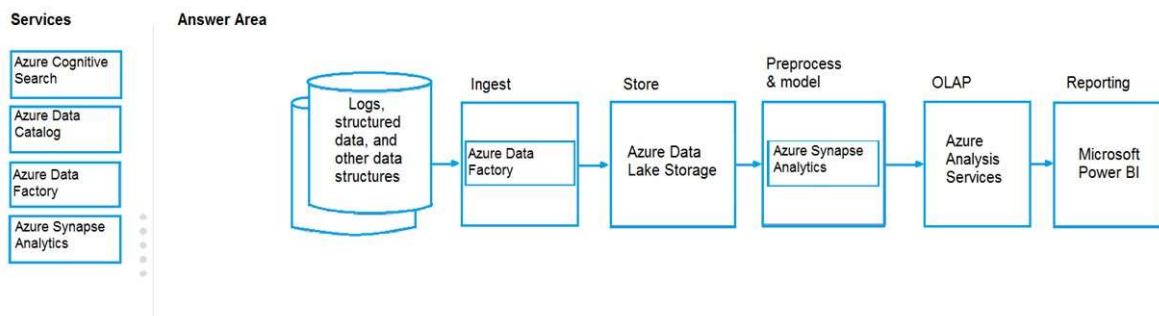 Services
Answer Area
Azure Cognitive
Search
Azure Data
Catalog
Azure Data
Factory
Azure Synapse
Analytics
Logs,
structured
data, and
other data
structures
Ingest
Azure Data
Factory
Store
Azure Data
Lake Storage
Preprocess
& model
Azure Synapse
Analytics
OLAP
Azure
Analysis
Services
Reporting
Microsoft
Power BI